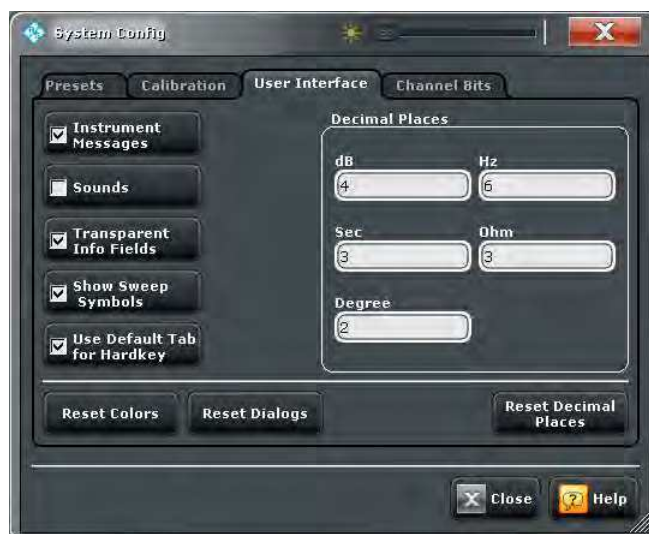 System Config
X
Presets
Calibration
User Interface
Channel Bits
Instrument
Messages
Sounds
Transparent
Info Fields
Show Sweep
Symbols
Use Default Tab
for Hardkey
Decimal Places
dB
4
Hz
6
Sec
3
Ohm
3
Degree
2
Reset Colors
Reset Dialogs
Reset Decimal
Places
X Close
? Help